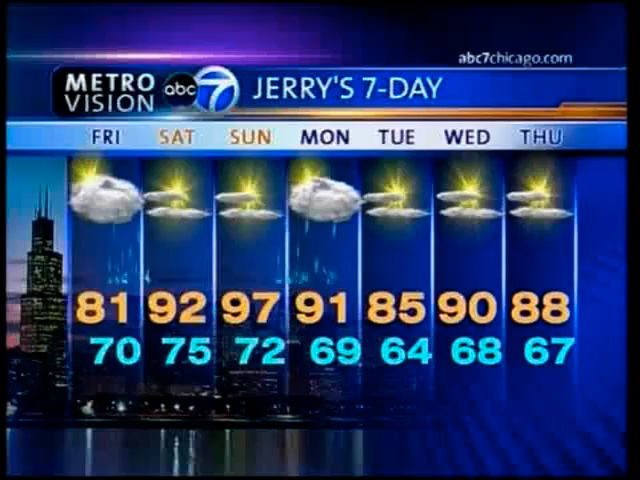 abc7chicago.com
METRO VISION abc 7 JERRY'S 7-DAY
FRI SAT SUN MON TUE WED THU
81 92 97 91 85 90 88
70 75 72 69 64 68 67